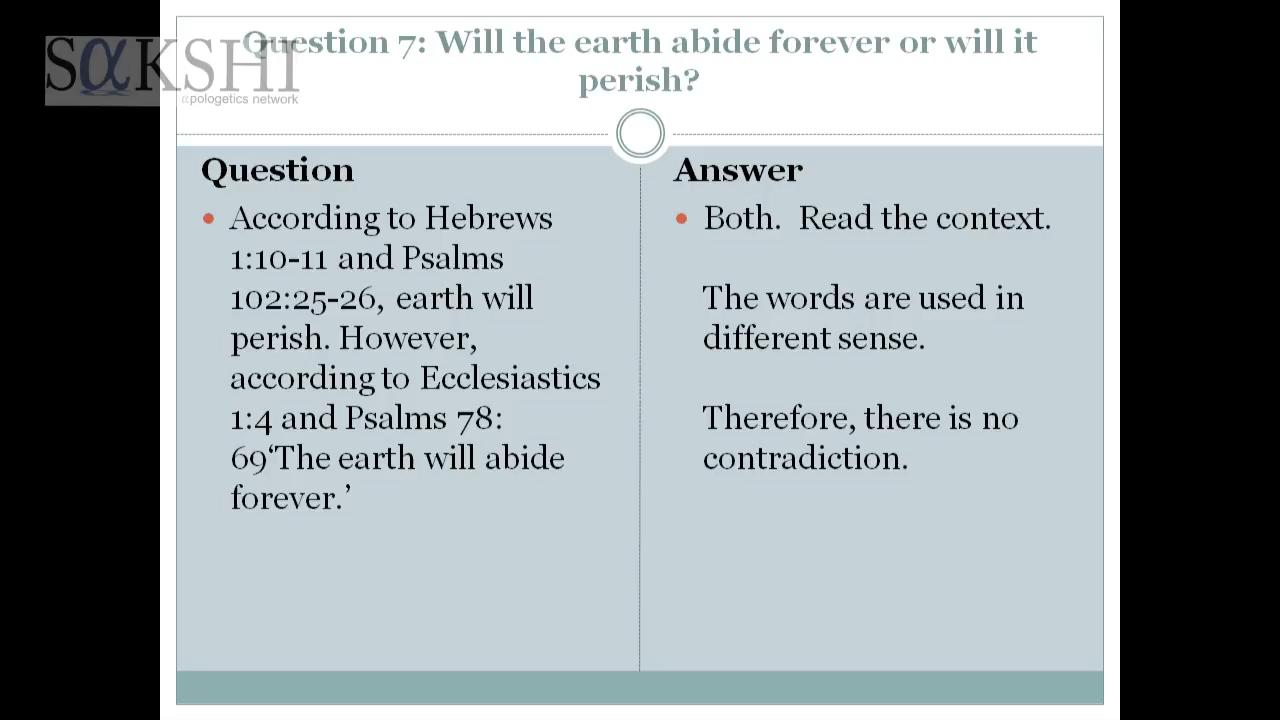 SαKSHI
αpologetics network
Question 7: Will the earth abide forever or will it
perish?
Question
• According to Hebrews
1:10-11 and Psalms
102:25-26, earth will
perish. However,
according to Ecclesiastics
1:4 and Psalms 78:
69‘The earth will abide
forever.’
Answer
• Both.  Read the context.
The words are used in
different sense.
Therefore, there is no
contradiction.